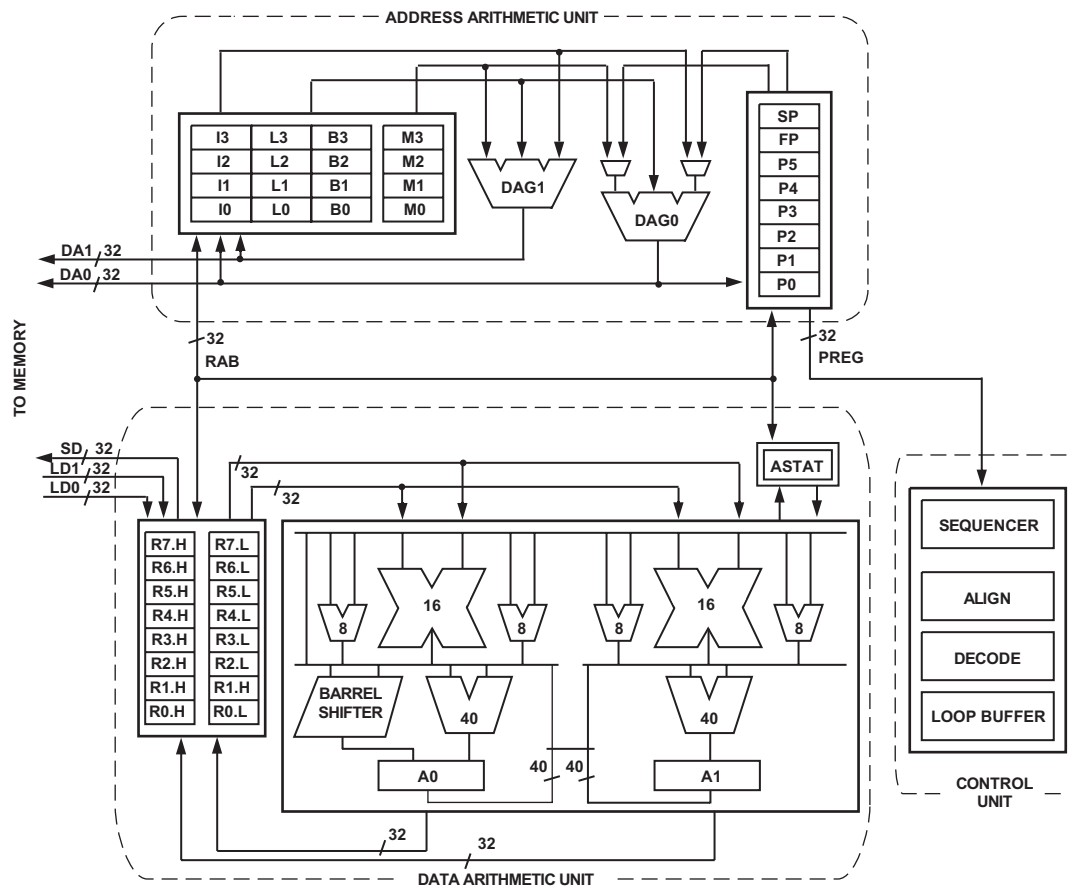 ADDRESS ARITHMETIC UNIT
I3 L3 B3 M3
I2 L2 B2 M2
I1 L1 B1 M1
I0 L0 B0 M0
DAG1
DAG0
SP
FP
P5
P4
P3
P2
P1
P0
DA1 32
DA0 32
32
RAB
32
PREG
TO MEMORY
SD 32
LD1 32
LD0 32
32
32
ASTAT
R7.H R7.L
R6.H R6.L
R5.H R5.L
R4.H R4.L
R3.H R3.L
R2.H R2.L
R1.H R1.H
R0.H R0.L
16
16
8
8
8
8
BARREL
SHIFTER
40
40
A0
40 40
A1
32
32
DATA ARITHMETIC UNIT
SEQUENCER
ALIGN
DECODE
LOOP BUFFER
CONTROL
UNIT